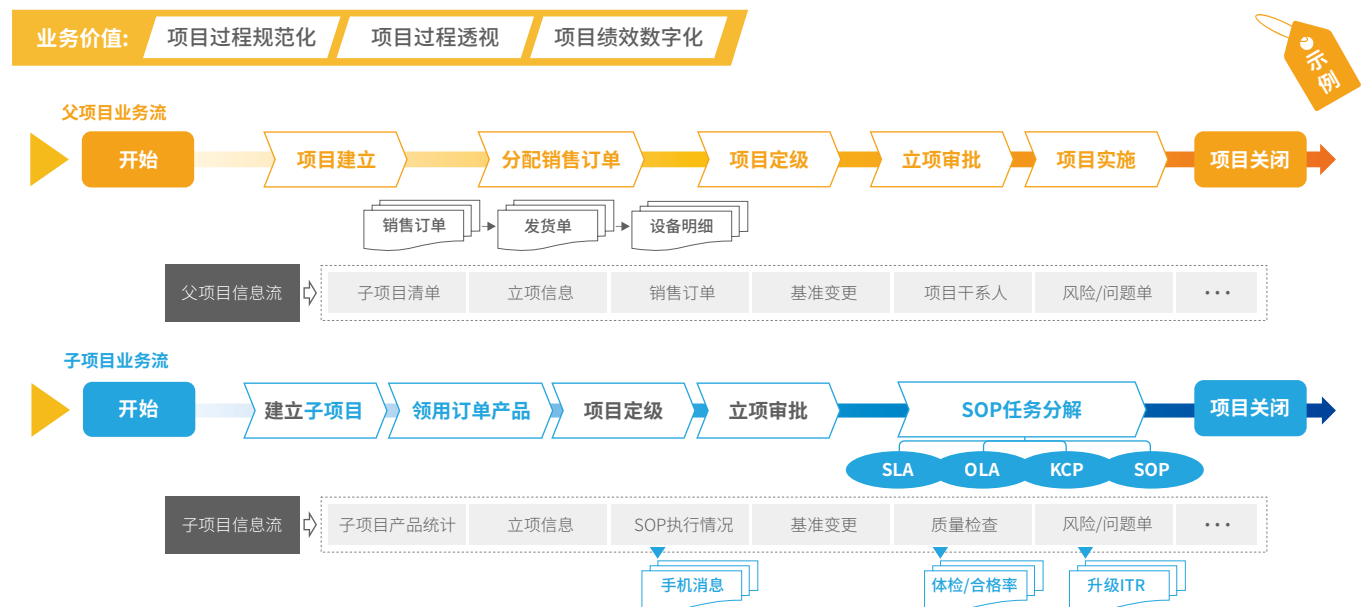 业务价值: 项目过程规范化 项目过程透视 项目绩效数字化
示例
父项目业务流
开始 项目建立 分配销售订单 项目定级 立项审批 项目实施 项目关闭
销售订单 发货单 设备明细
父项目信息流 子项目清单 立项信息 销售订单 基准变更 项目干系人 风险/问题单 ···
子项目业务流
开始 建立子项目 领用订单产品 项目定级 立项审批 SOP任务分解 项目关闭
SLA OLA KCP SOP
子项目信息流 子项目产品统计 立项信息 SOP执行情况 基准变更 质量检查 风险/问题单 ···
手机消息 体检/合格率 升级ITR